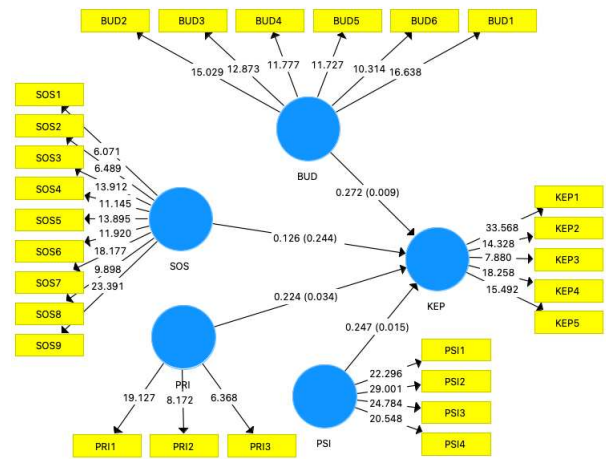 BUD2 BUD3 BUD4 BUD5 BUD6 BUD1
15.029 12.873 11.777 11.727 10.314 16.638
BUD
SOS1
SOS2
SOS3
SOS4
SOS5
SOS6
SOS7
SOS8
SOS9
6.071
6.489
13.912
11.145
13.895
11.920
18.177
9.898
23.391
SOS
0.272 (0.009)
0.126 (0.244)
0.224 (0.034)
0.247 (0.015)
KEP
33.568
14.328
7.880
18.258
15.492
KEP1
KEP2
KEP3
KEP4
KEP5
PRI
19.127 8.172 6.368
PRI1 PRI2 PRI3
PSI
22.296
29.001
24.784
20.548
PSI1
PSI2
PSI3
PSI4